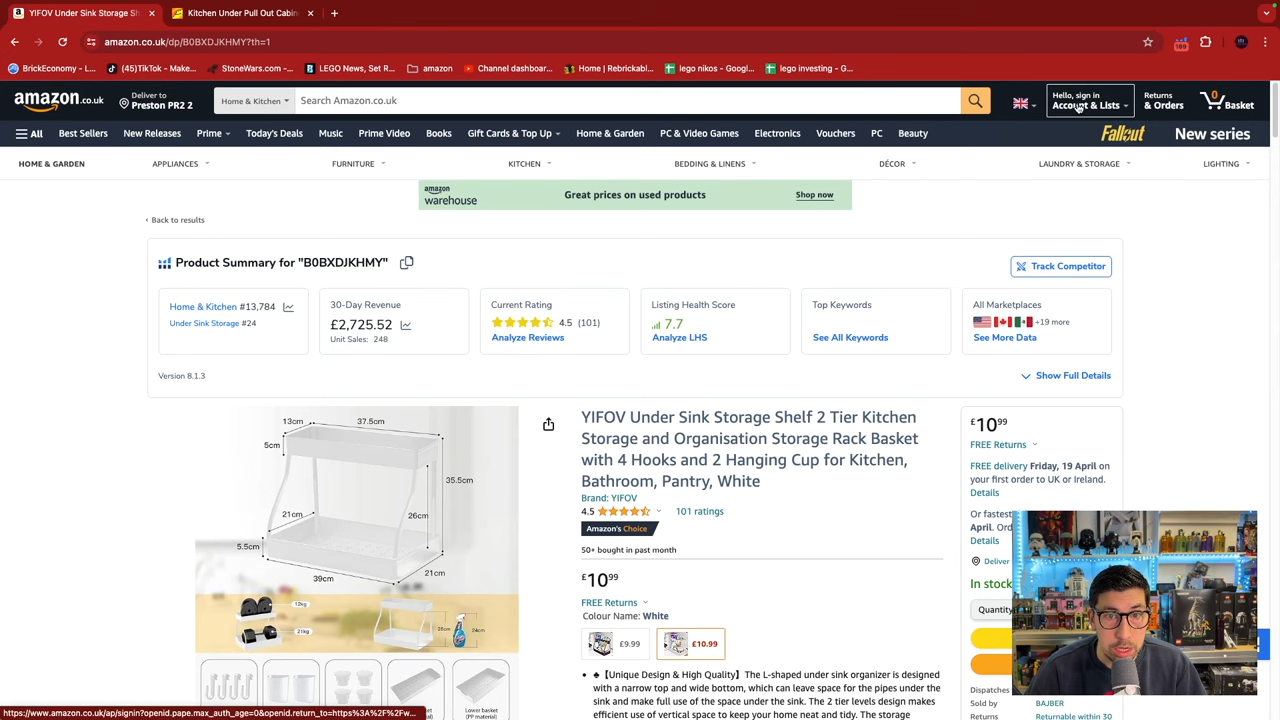 YIFOV Under Sink Storage Sh
Kitchen Under Pull Out Cabin
amazon.co.uk/dp/B0BXDJKHMY?th=1
189
BrickEconomy - L...
(45)TikTok - Make...
StoneWars.com -...
LEGO News, Set R...
amazon
Channel dashboar...
Home | Rebrickabl...
lego nikos - Googl...
lego investing - G...
amazon.co.uk
Deliver to
Preston PR2 2
Home & Kitchen
Search Amazon.co.uk
Hello, sign in
Account & Lists
Returns
& Orders
0
Basket
All
Best Sellers
New Releases
Prime
Today's Deals
Music
Prime Video
Books
Gift Cards & Top Up
Home & Garden
PC & Video Games
Electronics
Vouchers
PC
Beauty
Fallout
New series
HOME & GARDEN
APPLIANCES
FURNITURE
KITCHEN
BEDDING & LINENS
DÉCOR
LAUNDRY & STORAGE
LIGHTING
amazon
warehouse
Great prices on used products
Shop now
‹ Back to results
Product Summary for "B0BXDJKHMY"
Track Competitor
Home & Kitchen #13,784
Under Sink Storage #24
30-Day Revenue
£2,725.52
Unit Sales: 248
Current Rating
4.5 (101)
Analyze Reviews
Listing Health Score
7.7
Analyze LHS
Top Keywords
See All Keywords
All Marketplaces
+19 more
See More Data
Version 8.1.3
Show Full Details
13cm
37.5cm
5cm
35.5cm
21cm
26cm
5.5cm
39cm
21cm
12kg
21kg
26cm
24cm
Lower basket
(PP material)
YIFOV Under Sink Storage Shelf 2 Tier Kitchen
Storage and Organisation Storage Rack Basket
with 4 Hooks and 2 Hanging Cup for Kitchen,
Bathroom, Pantry, White
Brand: YIFOV
4.5
101 ratings
Amazon's Choice
50+ bought in past month
£1099
FREE Returns
Colour Name: White
£9.99
£10.99
• ♣【Unique Design & High Quality】The L-shaped under sink organizer is designed
with a narrow top and wide bottom, which can leave space for the pipes under the
sink and make full use of the space under the sink. The 2 tier levels design makes
efficient use of vertical space to keep your home neat and tidy. The storage
£1099
FREE Returns
FREE delivery Friday, 19 April on
your first order to UK or Ireland.
Details
Or fastes
April. Ord
Details
Deliver
In stock
Quantity
Dispatches
Sold by BAJBER
Returns Returnable within 30
https://www.amazon.co.uk/ap/signin?openid.pape.max_auth_age=0&openid.return_to=https%3A%2F%2Fw...